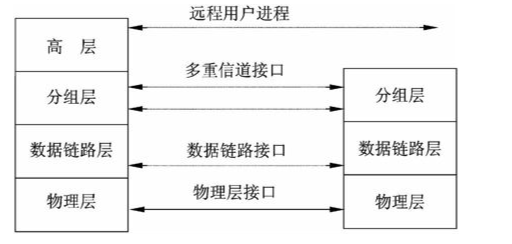 远程用户进程
高 层
多重信道接口
分组层
分组层
数据链路层
数据链路接口
数据链路层
物理层接口
物理层
物理层